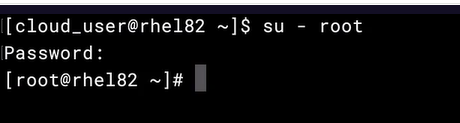 [cloud_user@rhel82 ~]$ su - root
Password:
[root@rhel82 ~]#